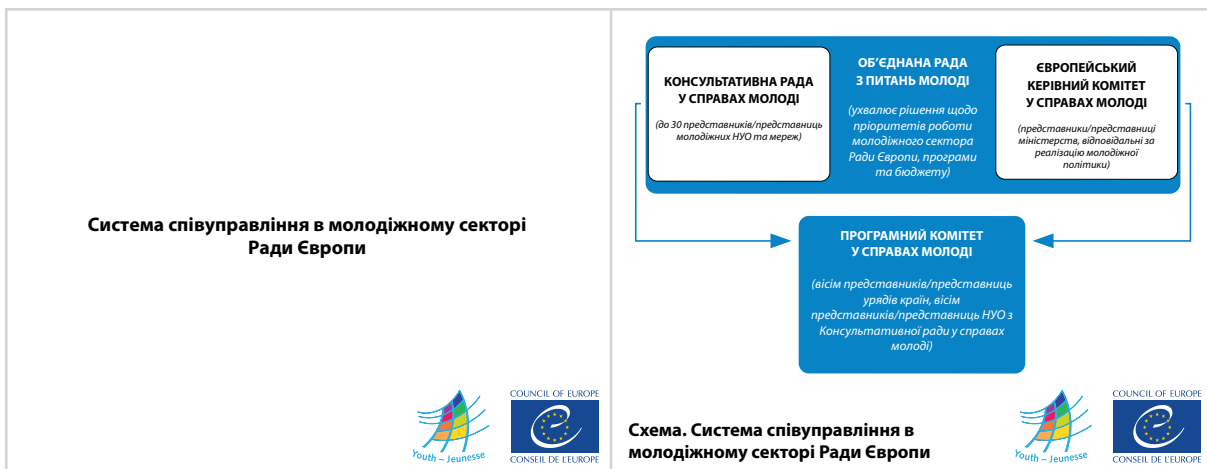 Система співуправління в молодіжному секторі
Ради Європи
Youth – Jeunesse
COUNCIL OF EUROPE
CONSEIL DE L'EUROPE
КОНСУЛЬТАТИВНА РАДА
У СПРАВАХ МОЛОДІ
(до 30 представників/представниць
молодіжних НУО та мереж)
ОБ'ЄДНАНА РАДА
З ПИТАНЬ МОЛОДІ
(ухвалює рішення щодо
пріоритетів роботи
молодіжного сектора
Ради Європи, програми
та бюджету)
ЄВРОПЕЙСЬКИЙ
КЕРІВНИЙ КОМІТЕТ
У СПРАВАХ МОЛОДІ
(представники/представниці
міністерств, відповідальні за
реалізацію молодіжної
політики)
ПРОГРАМНИЙ КОМІТЕТ
У СПРАВАХ МОЛОДІ
(вісім представників/представниць
урядів країн, вісім
представників/представниць НУО з
Консультативної ради у справах
молоді)
Схема. Система співуправління в
молодіжному секторі Ради Європи
Youth – Jeunesse
COUNCIL OF EUROPE
CONSEIL DE L'EUROPE